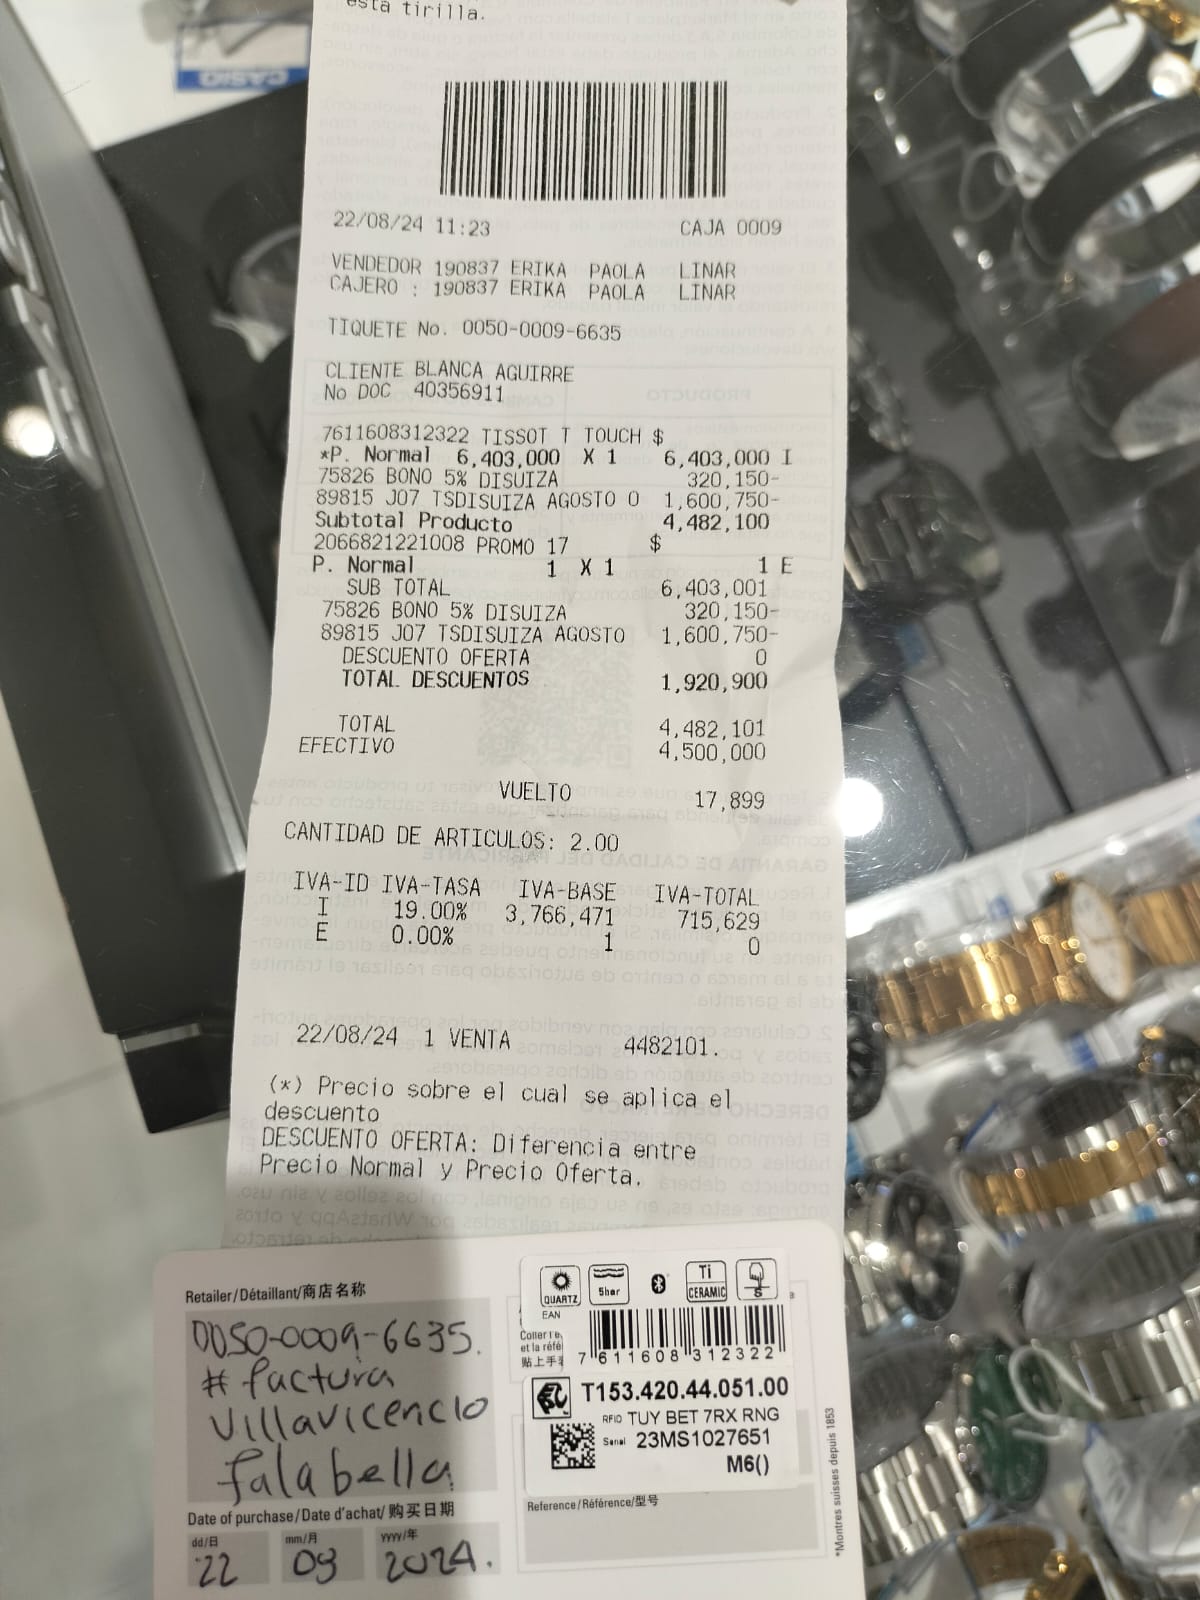 esta tirilla.
CASIO
22/08/24 11:23 CAJA 0009
VENDEDOR 190837 ERIKA PAOLA LINAR
CAJERO : 190837 ERIKA PAOLA LINAR
TIQUETE No. 0050-0009-6635
CLIENTE BLANCA AGUIRRE
No DOC 40356911
7611608312322 TISSOT T TOUCH $
*P. Normal 6,403,000 X 1 6,403,000 I
75826 BONO 5% DISUIZA 320,150-
89815 J07 TSDISUIZA AGOSTO O 1,600,750-
Subtotal Producto 4,482,100
2066821221008 PROMO 17 $
P. Normal 1 X 1 1 E
SUB TOTAL 6,403,001
75826 BONO 5% DISUIZA 320,150-
89815 J07 TSDISUIZA AGOSTO 1,600,750-
DESCUENTO OFERTA 0
TOTAL DESCUENTOS 1,920,900
TOTAL 4,482,101
EFECTIVO 4,500,000
VUELTO 17,899
CANTIDAD DE ARTICULOS: 2.00
IVA-ID IVA-TASA IVA-BASE IVA-TOTAL
I 19.00% 3,766,471 715,629
E 0.00% 1 0
22/08/24 1 VENTA 4482101.
(*) Precio sobre el cual se aplica el
descuento
DESCUENTO OFERTA: Diferencia entre
Precio Normal y Precio Oferta.
Retailer/Détaillant/商店名称
0050-0009-6635.
# factura
Villavicencio
falabella
Date of purchase/Date d'achat/购买日期
dd/日 mm/月 yyyy/年
22 08 2024.
QUARTZ 5bar Ti CERAMIC S
EAN
7 611608 312322
T153.420.44.051.00
RFID TUY BET 7RX RNG
Serial 23MS1027651
M6()
Reference/Référence/型号
*Montres suisses depuis 1853